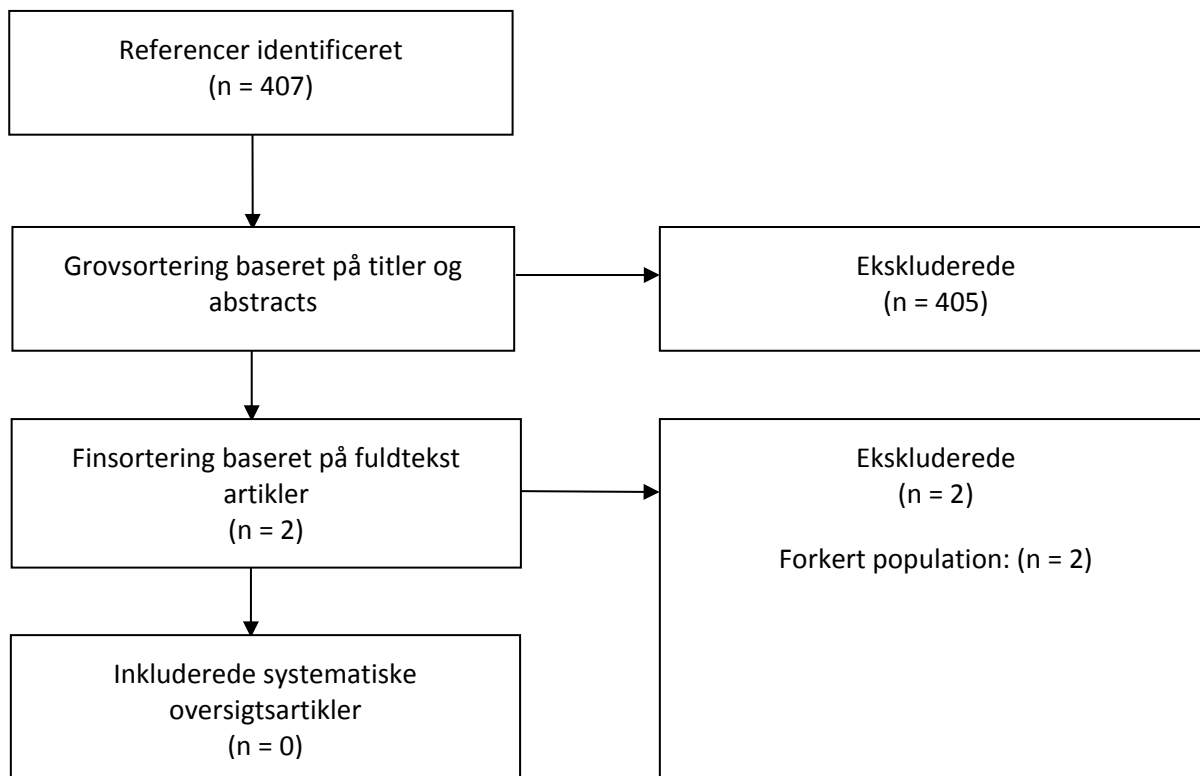 Referencer identificeret
(n = 407)
Grovsortering baseret på titler og
abstracts
Ekskluderede
(n = 405)
Finsortering baseret på fuldtekst
artikler
(n = 2)
Ekskluderede
(n = 2)
Forkert population: (n = 2)
Inkluderede systematiske
oversigtsartikler
(n = 0)